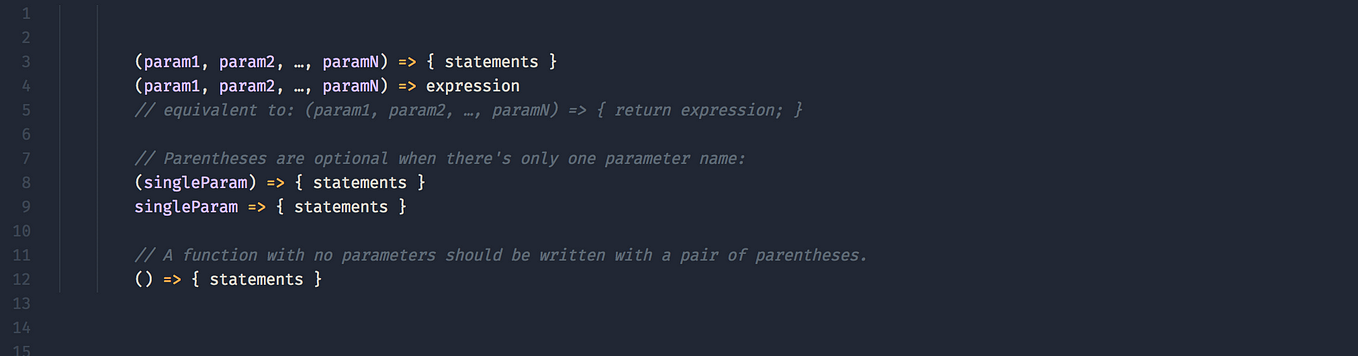 1
2
3 (param1, param2, …, paramN) => { statements }
4 (param1, param2, …, paramN) => expression
5 // equivalent to: (param1, param2, …, paramN) => { return expression; }
6
7 // Parentheses are optional when there's only one parameter name:
8 (singleParam) => { statements }
9 singleParam => { statements }
10
11 // A function with no parameters should be written with a pair of parentheses.
12 () => { statements }
13
14
15